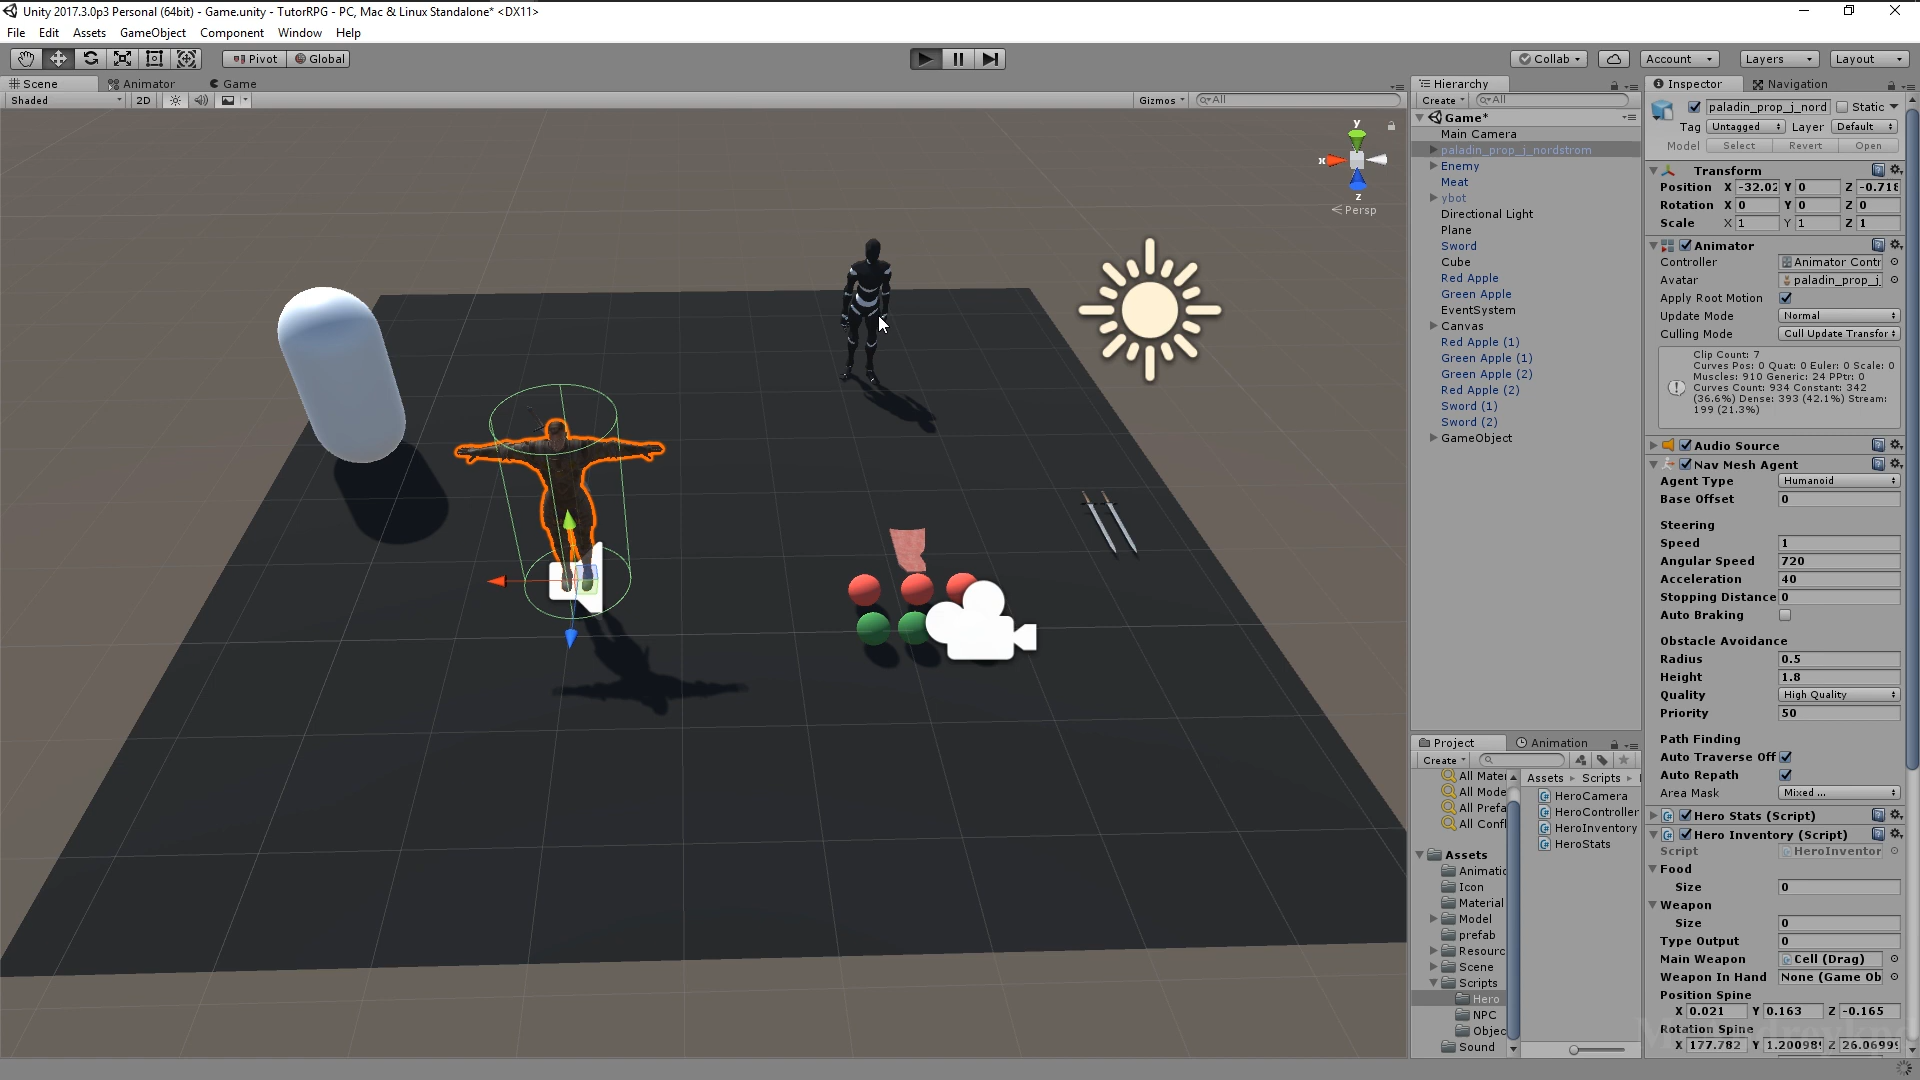 Unity 2017.3.0p3 Personal (64bit) - Game.unity - TutorRPG - PC, Mac & Linux Standalone* <DX11>
File Edit Assets GameObject Component Window Help
Pivot Global Collab Account Layers Layout
Scene Animator Game
Shaded 2D Gizmos All
y
x
z
Persp
Hierarchy
Create All
Game*
Main Camera
paladin_prop_j_nordstrom
Enemy
Meat
ybot
Directional Light
Plane
Sword
Cube
Red Apple
Green Apple
EventSystem
Canvas
Red Apple (1)
Green Apple (1)
Green Apple (2)
Red Apple (2)
Sword (1)
Sword (2)
GameObject
Project Animation
Create
All Mater
All Mode
All Prefa
All Confl
Assets
Animatic
Icon
Material
Model
prefab
Resourc
Scene
Scripts
Hero
NPC
Objec
Sound
Assets Scripts
HeroCamera
HeroController
HeroInventory
HeroStats
Inspector Navigation
paladin_prop_j_nord Static
Tag Untagged Layer Default
Model Select Revert Open
Transform
Position X -32.02 Y 0 Z -0.718
Rotation X 0 Y 0 Z 0
Scale X 1 Y 1 Z 1
Animator
Controller Animator Contr
Avatar paladin_prop_j_
Apply Root Motion
Update Mode Normal
Culling Mode Cull Update Transfor
Clip Count: 7
Curves Pos: 0 Quat: 0 Euler: 0 Scale: 0
Muscles: 910 Generic: 24 PPtr: 0
Curves Count: 934 Constant: 342
(36.6%) Dense: 393 (42.1%) Stream:
199 (21.3%)
Audio Source
Nav Mesh Agent
Agent Type Humanoid
Base Offset 0
Steering
Speed 1
Angular Speed 720
Acceleration 40
Stopping Distance 0
Auto Braking
Obstacle Avoidance
Radius 0.5
Height 1.8
Quality High Quality
Priority 50
Path Finding
Auto Traverse Off
Auto Repath
Area Mask Mixed ...
Hero Stats (Script)
Hero Inventory (Script)
Script HeroInventor
Food
Size 0
Weapon
Size 0
Type Output 0
Main Weapon Cell (Drag)
Weapon In Hand None (Game Ob
Position Spine
X 0.021 Y 0.163 Z -0.165
Rotation Spine
X 177.782 Y 1.20098 Z 26.0699